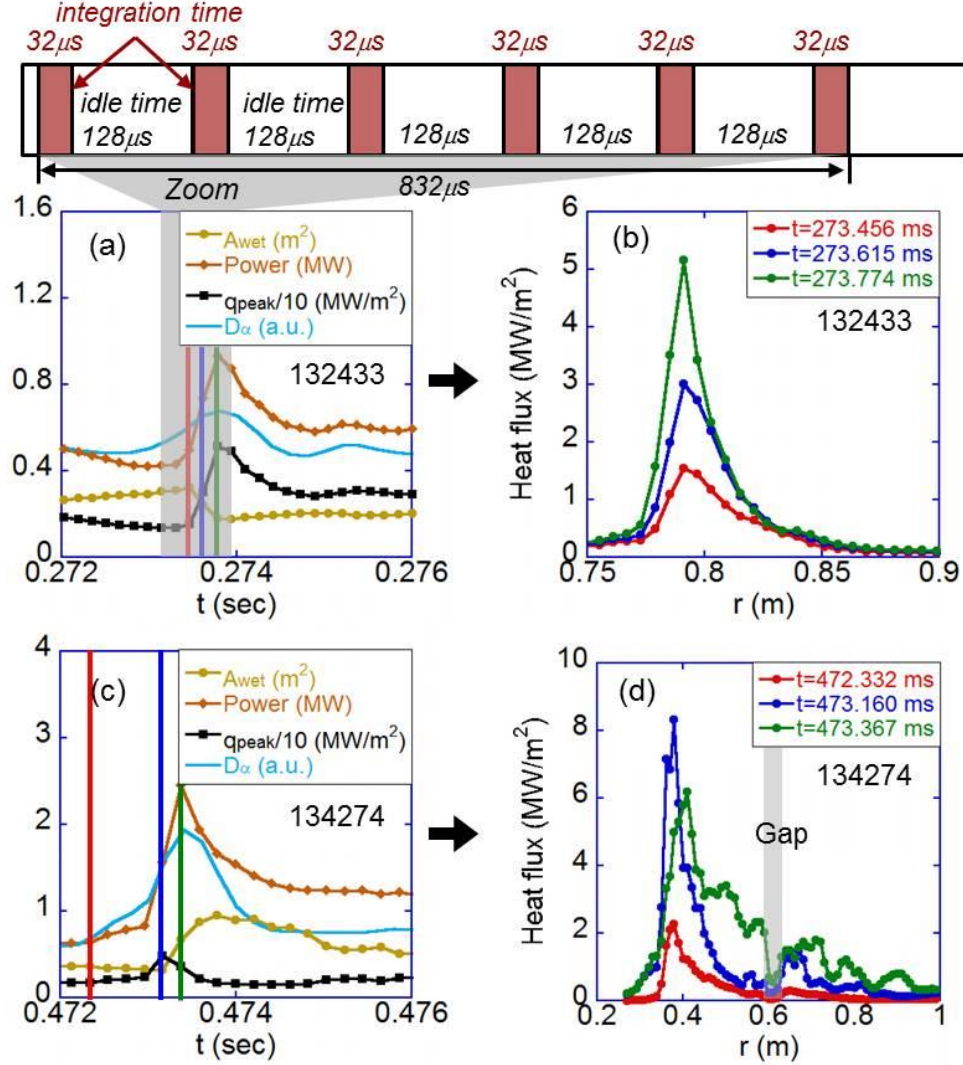 integration time
32μs 32μs 32μs 32μs 32μs 32μs
idle time idle time
128μs 128μs 128μs 128μs 128μs
Zoom 832μs
(a)
Awet (m²)
Power (MW)
qpeak/10 (MW/m²)
Dα (a.u.)
132433
1.6
1.2
0.8
0.4
0
0.272 0.274 0.276
t (sec)
(b)
t=273.456 ms
t=273.615 ms
t=273.774 ms
132433
Heat flux (MW/m²)
6
5
4
3
2
1
0
0.75 0.8 0.85 0.9
r (m)
(c)
Awet (m²)
Power (MW)
qpeak/10 (MW/m²)
Dα (a.u.)
134274
4
3
2
1
0
0.472 0.474 0.476
t (sec)
(d)
t=472.332 ms
t=473.160 ms
t=473.367 ms
134274
Gap
Heat flux (MW/m²)
10
8
6
4
2
0
0.2 0.4 0.6 0.8 1
r (m)